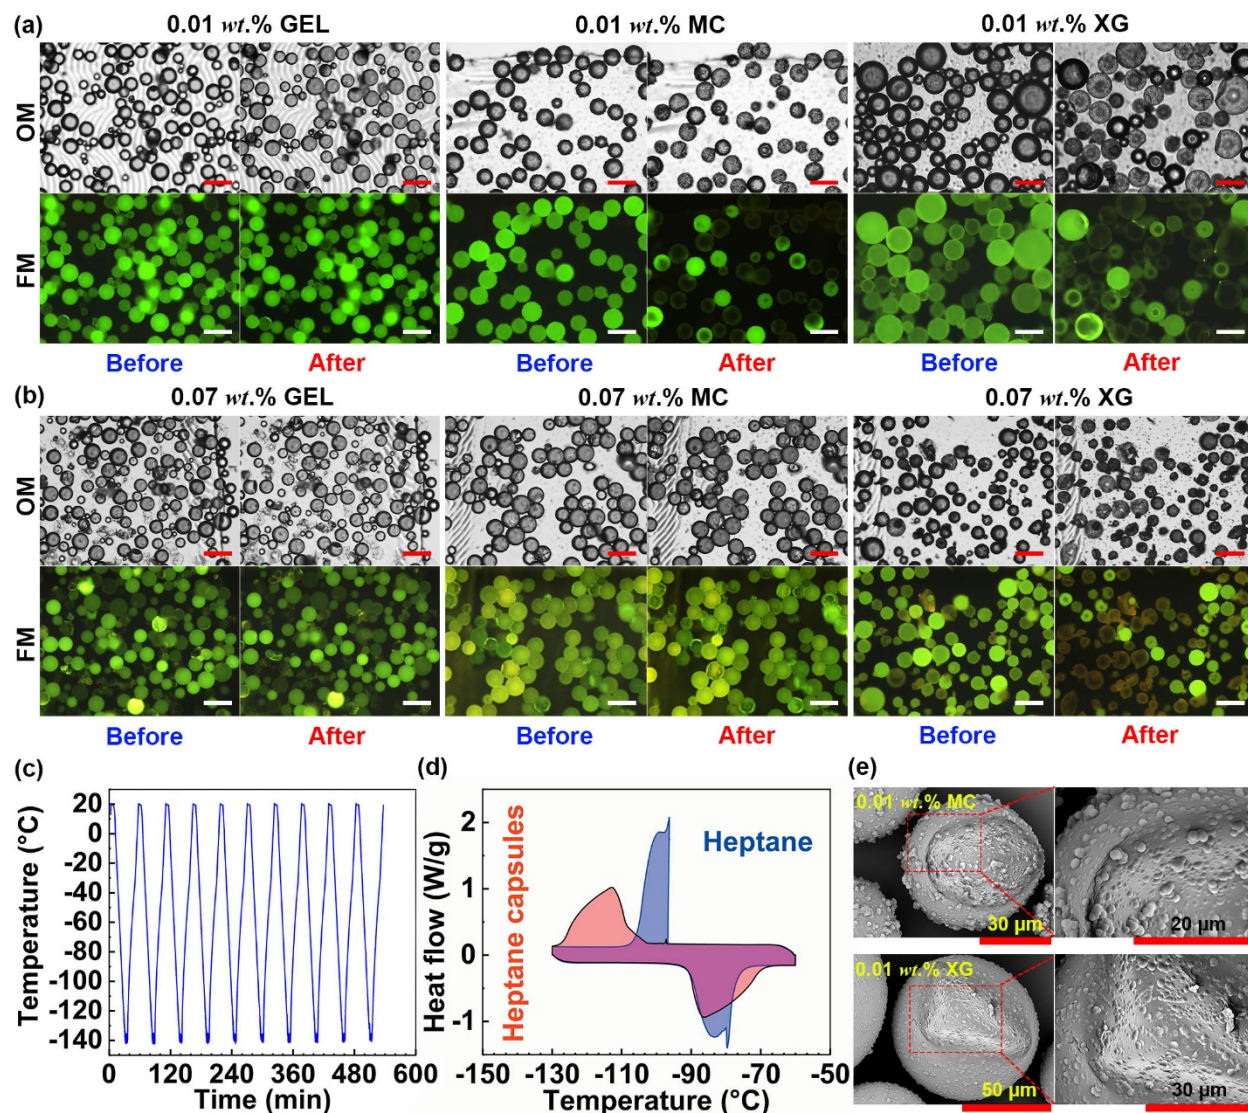 (a)
0.01 wt.% GEL
0.01 wt.% MC
0.01 wt.% XG
OM
FM
Before
After
Before
After
Before
After
(b)
0.07 wt.% GEL
0.07 wt.% MC
0.07 wt.% XG
OM
FM
Before
After
Before
After
Before
After
(c)
Temperature (°C)
20
0
-20
-40
-60
-80
-100
-120
-140
0
120
240
360
480
600
Time (min)
(d)
Heptane capsules
Heat flow (W/g)
2
1
0
-1
Heptane
-150
-130
-110
-90
-70
-50
Temperature (°C)
(e)
0.01 wt.% MC
30 µm
20 µm
0.01 wt.% XG
50 µm
30 µm